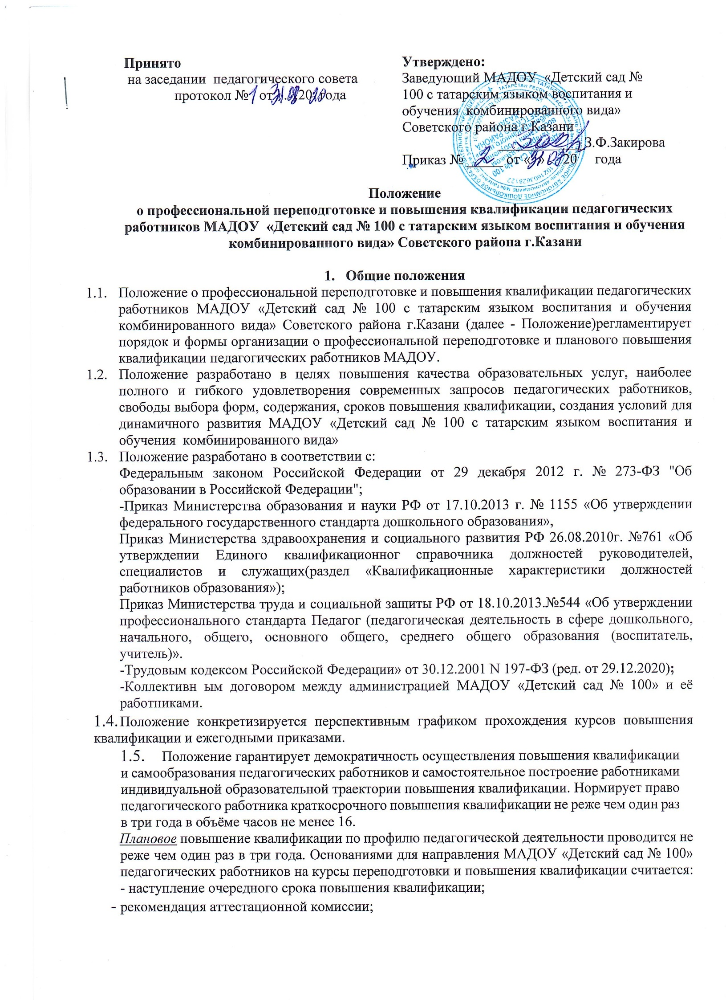 Принято
на заседании педагогического совета
протокол №1 от 31.08.2020 года
Утверждено:
Заведующий МАДОУ «Детский сад №
100 с татарским языком воспитания и
обучения комбинированного вида»
Советского района г.Казани
З.Ф.Закирова
Приказ № 2 от «31» 08 20 года
Положение
о профессиональной переподготовке и повышения квалификации педагогических
работников МАДОУ «Детский сад № 100 с татарским языком воспитания и обучения
комбинированного вида» Советского района г.Казани
1. Общие положения
1.1. Положение о профессиональной переподготовке и повышения квалификации педагогических
работников МАДОУ «Детский сад № 100 с татарским языком воспитания и обучения
комбинированного вида» Советского района г.Казани (далее - Положение)регламентирует
порядок и формы организации о профессиональной переподготовке и планового повышения
квалификации педагогических работников МАДОУ.
1.2. Положение разработано в целях повышения качества образовательных услуг, наиболее
полного и гибкого удовлетворения современных запросов педагогических работников,
свободы выбора форм, содержания, сроков повышения квалификации, создания условий для
динамичного развития МАДОУ «Детский сад № 100 с татарским языком воспитания и
обучения комбинированного вида»
1.3. Положение разработано в соответствии с:
Федеральным законом Российской Федерации от 29 декабря 2012 г. № 273-ФЗ "Об
образовании в Российской Федерации";
-Приказ Министерства образования и науки РФ от 17.10.2013 г. № 1155 «Об утверждении
федерального государственного стандарта дошкольного образования»,
Приказ Министерства здравоохранения и социального развития РФ 26.08.2010г. №761 «Об
утверждении Единого квалификационног справочника должностей руководителей,
специалистов и служащих(раздел «Квалификационные характеристики должностей
работников образования»);
Приказ Министерства труда и социальной защиты РФ от 18.10.2013.№544 «Об утверждении
профессионального стандарта Педагог (педагогическая деятельность в сфере дошкольного,
начального, общего, основного общего, среднего общего образования (воспитатель,
учитель)».
-Трудовым кодексом Российской Федерации» от 30.12.2001 N 197-ФЗ (ред. от 29.12.2020);
-Коллективн ым договором между администрацией МАДОУ «Детский сад № 100» и её
работниками.
1.4. Положение конкретизируется перспективным графиком прохождения курсов повышения
квалификации и ежегодными приказами.
1.5. Положение гарантирует демократичность осуществления повышения квалификации
и самообразования педагогических работников и самостоятельное построение работниками
индивидуальной образовательной траектории повышения квалификации. Нормирует право
педагогического работника краткосрочного повышения квалификации не реже чем один раз
в три года в объёме часов не менее 16.
Плановое повышение квалификации по профилю педагогической деятельности проводится не
реже чем один раз в три года. Основаниями для направления МАДОУ «Детский сад № 100»
педагогических работников на курсы переподготовки и повышения квалификации считается:
- наступление очередного срока повышения квалификации;
- рекомендация аттестационной комиссии;